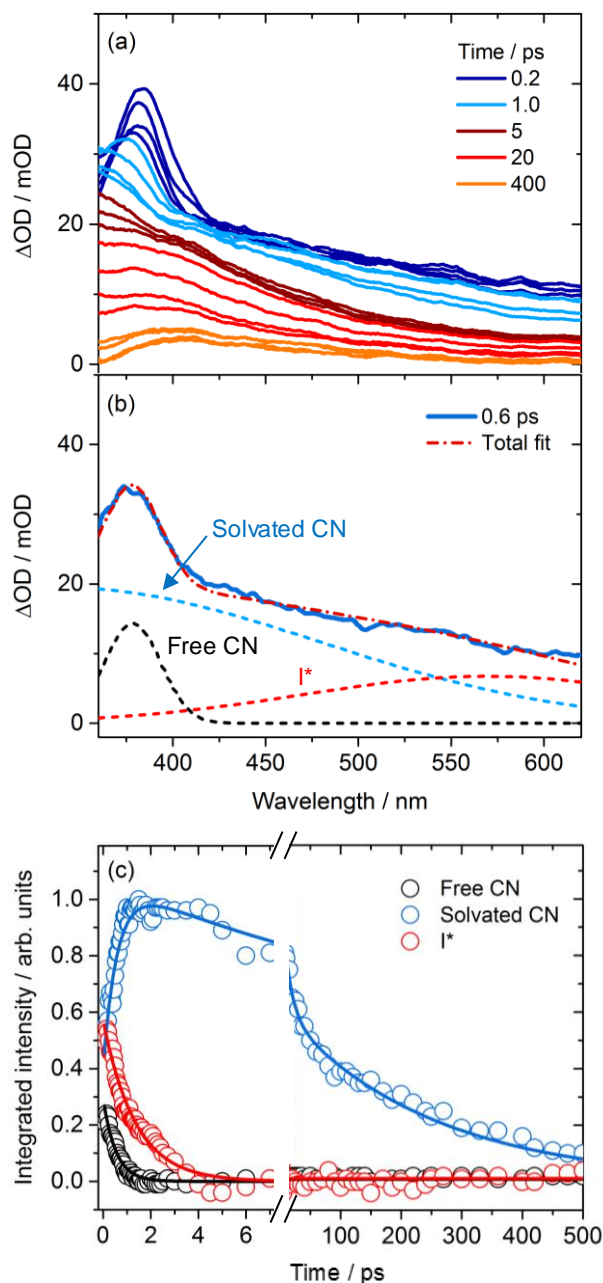 (a)
Time / ps
0.2
1.0
5
20
400
40
20
0
ΔOD / mOD
(b)
0.6 ps
Total fit
40
20
0
ΔOD / mOD
Solvated CN
Free CN
I*
400 450 500 550 600
Wavelength / nm
(c)
Free CN
Solvated CN
I*
1.0
0.8
0.6
0.4
0.2
0.0
Integrated intensity / arb. units
0 2 4 6 100 200 300 400 500
Time / ps